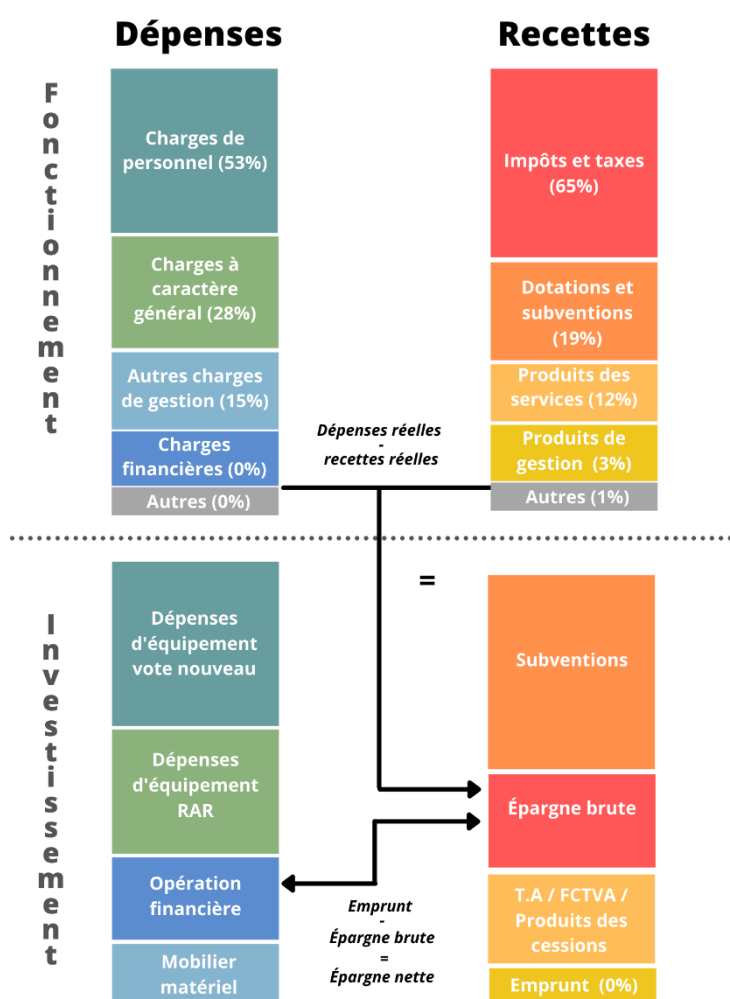 Dépenses
Recettes
Fonctionnement
Charges de
personnel (53%)
Charges à
caractère
général (28%)
Autres charges
de gestion (15%)
Charges
financières (0%)
Autres (0%)
Impôts et taxes
(65%)
Dotations et
subventions
(19%)
Produits des
services (12%)
Produits de
gestion (3%)
Autres (1%)
Dépenses réelles
-
recettes réelles
=
Investissement
Dépenses
d'équipement
vote nouveau
Dépenses
d'équipement
RAR
Opération
financière
Mobilier
matériel
Subventions
Épargne brute
T.A / FCTVA /
Produits des
cessions
Emprunt (0%)
Emprunt
-
Épargne brute
=
Épargne nette